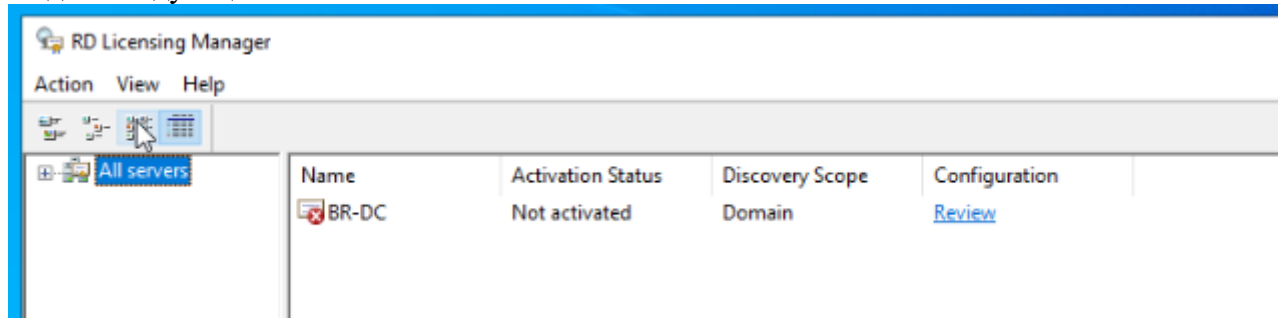 RD Licensing Manager
Action View Help
All servers
Name Activation Status Discovery Scope Configuration
BR-DC Not activated Domain Review